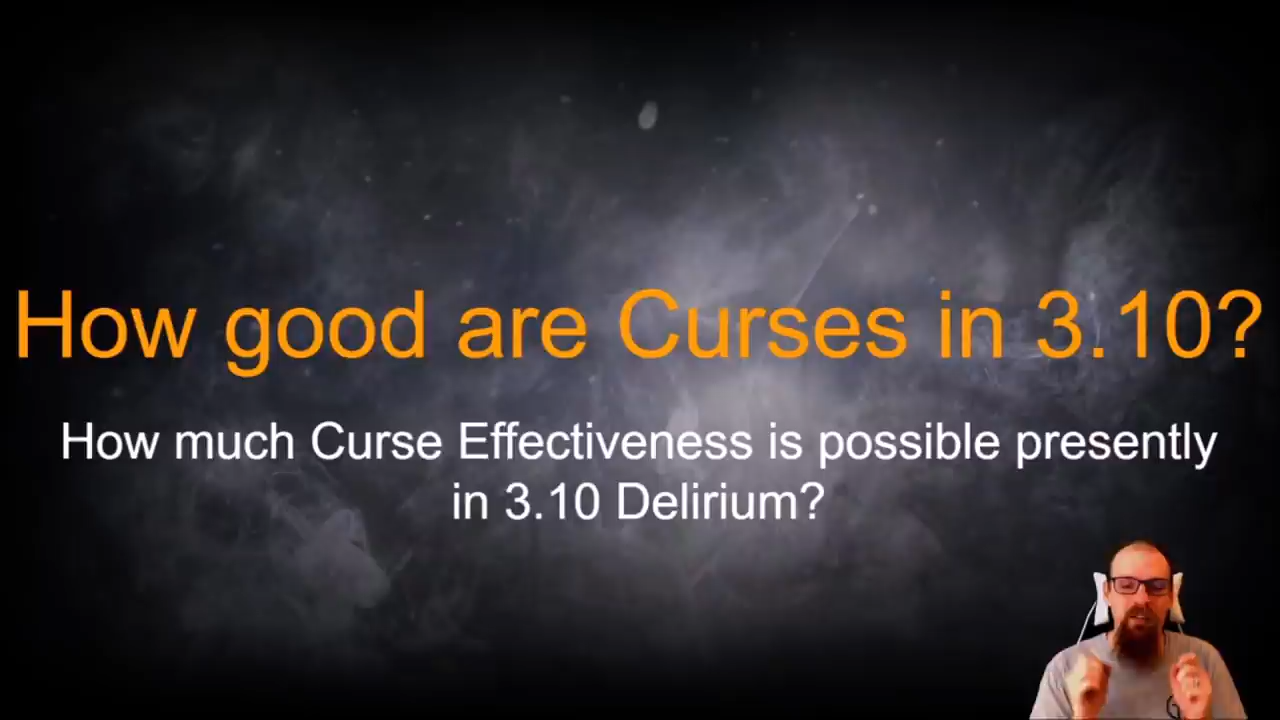 How good are Curses in 3.10?
How much Curse Effectiveness is possible presently
in 3.10 Delirium?